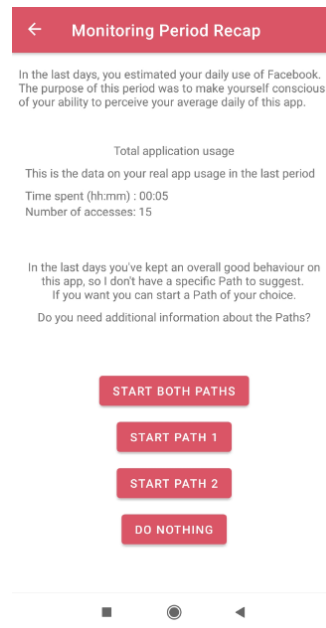 Monitoring Period Recap
In the last days, you estimated your daily use of Facebook.
The purpose of this period was to make yourself conscious
of your ability to perceive your average daily of this app.
Total application usage
This is the data on your real app usage in the last period
Time spent (hh:mm) : 00:05
Number of accesses: 15
In the last days you've kept an overall good behaviour on
this app, so I don't have a specific Path to suggest.
If you want you can start a Path of your choice.
Do you need additional information about the Paths?
START BOTH PATHS
START PATH 1
START PATH 2
DO NOTHING